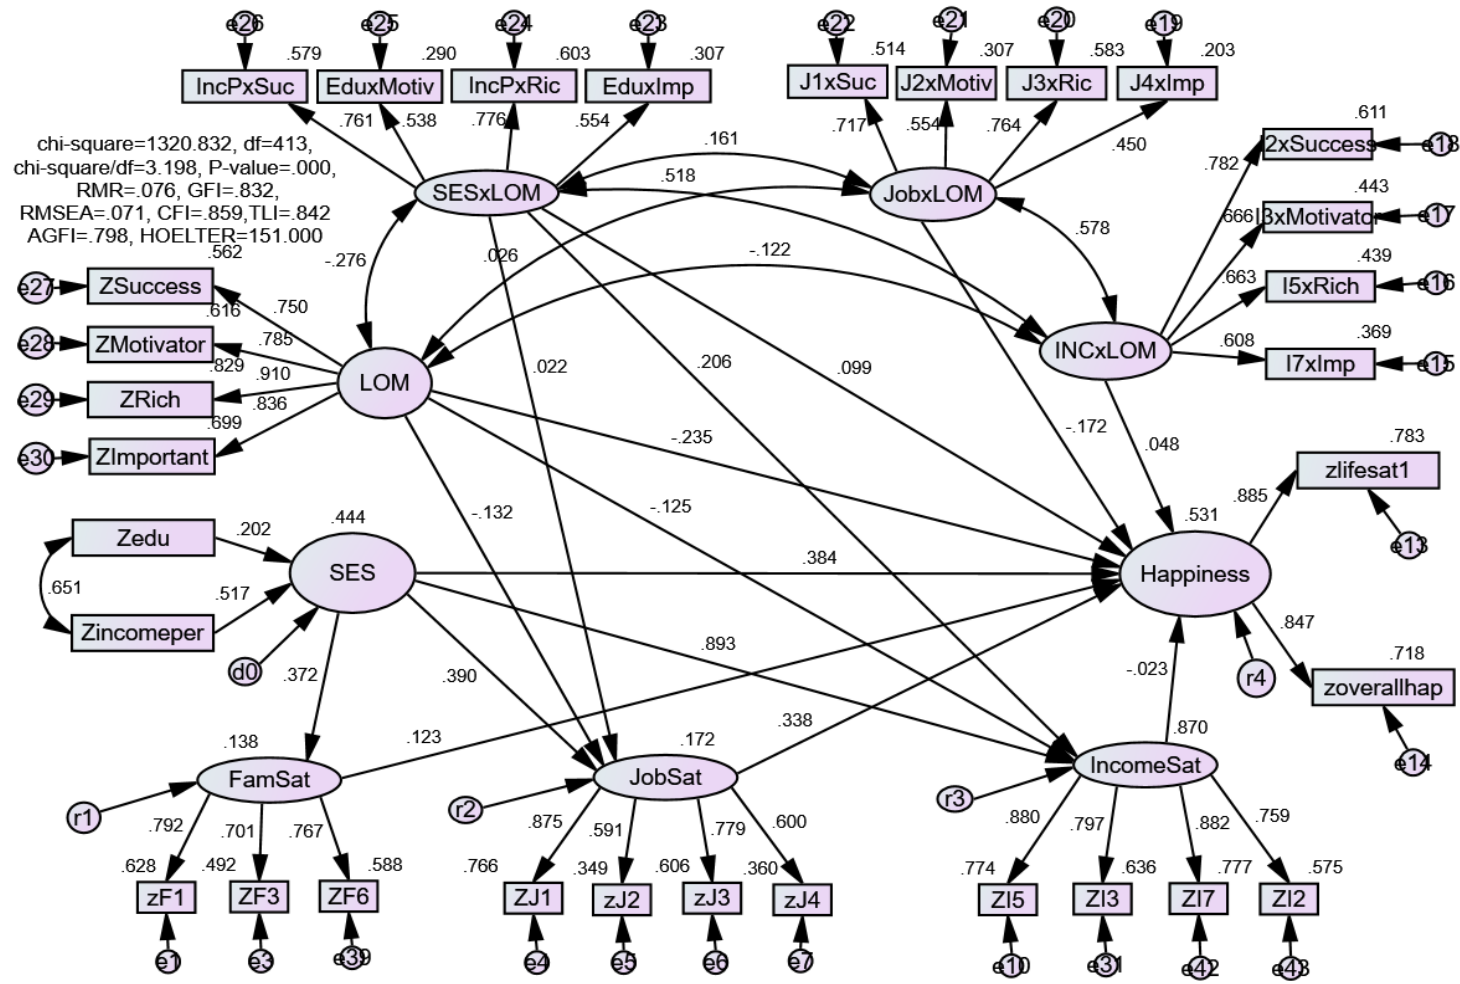 e26 e25 e24 e23 e22 e21 e20 e19
.579 .290 .603 .307 .514 .307 .583 .203
IncPxSuc EduxMotiv IncPxRic EduxImp J1xSuc J2xMotiv J3xRic J4xImp
.761 .538 .776 .554 .717 .554 .764 .450
.611
I2xSuccess e18
.782
chi-square=1320.832, df=413,
chi-square/df=3.198, P-value=.000,
RMR=.076, GFI=.832,
RMSEA=.071, CFI=.859,TLI=.842
AGFI=.798, HOELTER=151.000
.161
.518
SESxLOM JobxLOM
.443
.666 I3xMotivator e17
-.276 .026 -.122 .578
.562
e27 ZSuccess
.616 .750
.439
.663 I5xRich e16
e28 ZMotivator .785
.829 .910
INCxLOM .608
.369
I7xImp e15
LOM .022 .206 .099
e29 ZRich .836
.699
e30 ZImportant
-.235 -.172 .048
.783
zlifesat1
.885
e13
-.132 -.125
.444 .531
Zedu .202
SES .384 Happiness
.651
.517
Zincomeper
d0 .372 .390 .893 -.023 r4 .847
.718
zoverallhap
e14
.138 .123 .172 .338 .870
FamSat JobSat IncomeSat
r1 r2 r3
.792 .701 .767 .875 .591 .779 .600 .880 .797 .882 .759
.628 .492 .588 .766 .349 .606 .360 .774 .636 .777 .575
zF1 ZF3 ZF6 ZJ1 zJ2 zJ3 zJ4 ZI5 ZI3 ZI7 ZI2
e1 e3 e39 e4 e5 e6 e7 e10 e31 e42 e43